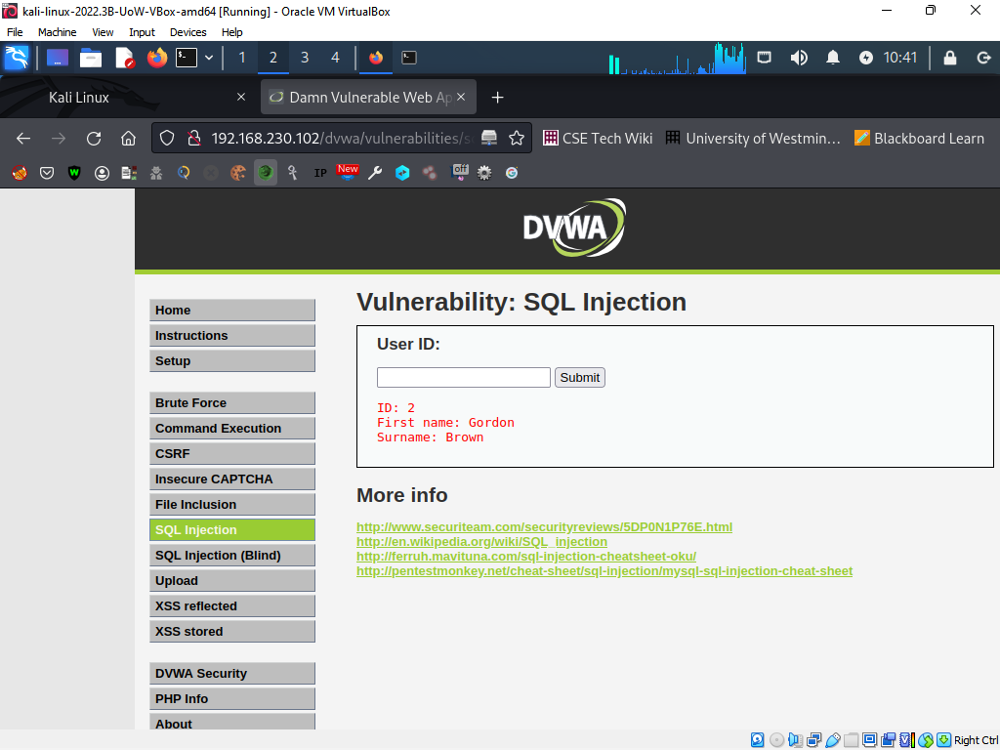 kali-linux-2022.3B-UoW-VBox-amd64 [Running] - Oracle VM VirtualBox
File Machine View Input Devices Help
1 2 3 4 10:41
Kali Linux Damn Vulnerable Web Ap
192.168.230.102/dvwa/vulnerabilities/s CSE Tech Wiki University of Westmin… Blackboard Learn
IP New off
DVWA
Vulnerability: SQL Injection
Home
Instructions
Setup
Brute Force
Command Execution
CSRF
Insecure CAPTCHA
File Inclusion
SQL Injection
SQL Injection (Blind)
Upload
XSS reflected
XSS stored
DVWA Security
PHP Info
About
User ID:
Submit
ID: 2
First name: Gordon
Surname: Brown
More info
http://www.securiteam.com/securityreviews/5DP0N1P76E.html
http://en.wikipedia.org/wiki/SQL_injection
http://ferruh.mavituna.com/sql-injection-cheatsheet-oku/
http://pentestmonkey.net/cheat-sheet/sql-injection/mysql-sql-injection-cheat-sheet
Right Ctrl